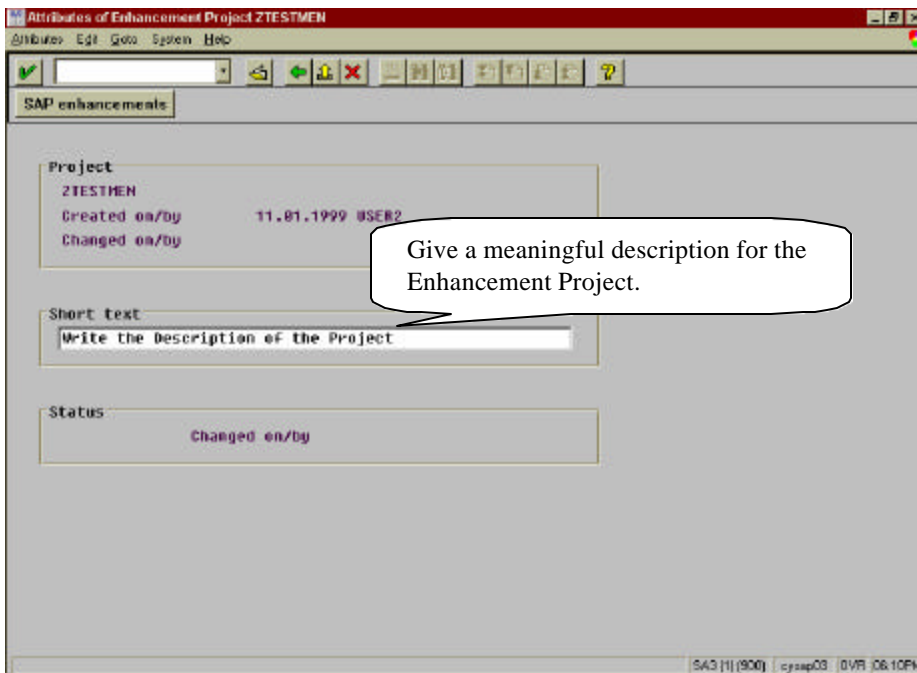 Attributes of Enhancement Project ZTESTMEN
Attributes Edit Goto System Help
SAP enhancements
Project
ZTESTMEN
Created on/by 11.01.1999 USER2
Changed on/by
Give a meaningful description for the
Enhancement Project.
Short text
Write the Description of the Project
Status
Changed on/by
SA3 (1) (900) cysap03 OVR 06:10PM